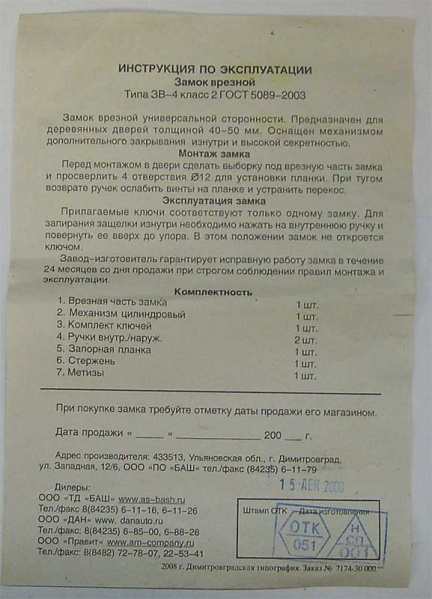 ИНСТРУКЦИЯ ПО ЭКСПЛУАТАЦИИ
Замок врезной
Типа ЗВ-4 класс 2 ГОСТ 5089-2003
Замок врезной универсальной сторонности. Предназначен для
деревянных дверей толщиной 40-50 мм. Оснащен механизмом
дополнительного закрывания изнутри и высокой секретностью.
Монтаж замка
Перед монтажом в двери сделать выборку под врезную часть замка
и просверлить 4 отверстия Ø12 для установки планки. При тугом
возврате ручек ослабить винты на планке и устранить перекос.
Эксплуатация замка
Прилагаемые ключи соответствуют только одному замку. Для
запирания защелки изнутри необходимо нажать на внутреннюю ручку и
повернуть ее вверх до упора. В этом положении замок не откроется
ключом.
Завод-изготовитель гарантирует исправную работу замка в течение
24 месяцев со дня продажи при строгом соблюдении правил монтажа и
эксплуатации.
Комплектность
1. Врезная часть замка 1 шт.
2. Механизм цилиндровый 1 шт.
3. Комплект ключей 1 шт.
4. Ручки внутр./наруж. 2 шт.
5. Запорная планка 1 шт.
6. Стержень 1 шт.
7. Метизы 1 шт.
При покупке замка требуйте отметку даты продажи его магазином.
Дата продажи « _____ » ____________ 200 ___ г.
Адрес производителя: 433513, Ульяновская обл., г. Димитровград,
ул. Западная, 12/6, ООО "ПО «БАШ» тел./факс (84235) 6-11-79
15 ДЕК
Дилеры:
ООО «ТД «БАШ» www.as-bash.ru
Тел./факс 8(84235) 6-11-16, 6-11-26
ООО «ДАН» www. danauto.ru
Тел./факс: 8(84235) 6-85-00, 6-88-28
ООО «Правит» www.am-company.ru
Тел./факс: 8(8482) 72-78-07, 22-53-41
Штамп ОТК Дата изготовления
ОТК
051
Н
СП
001
2008 г. Димитровградская типография. Заказ № 7174-30 000